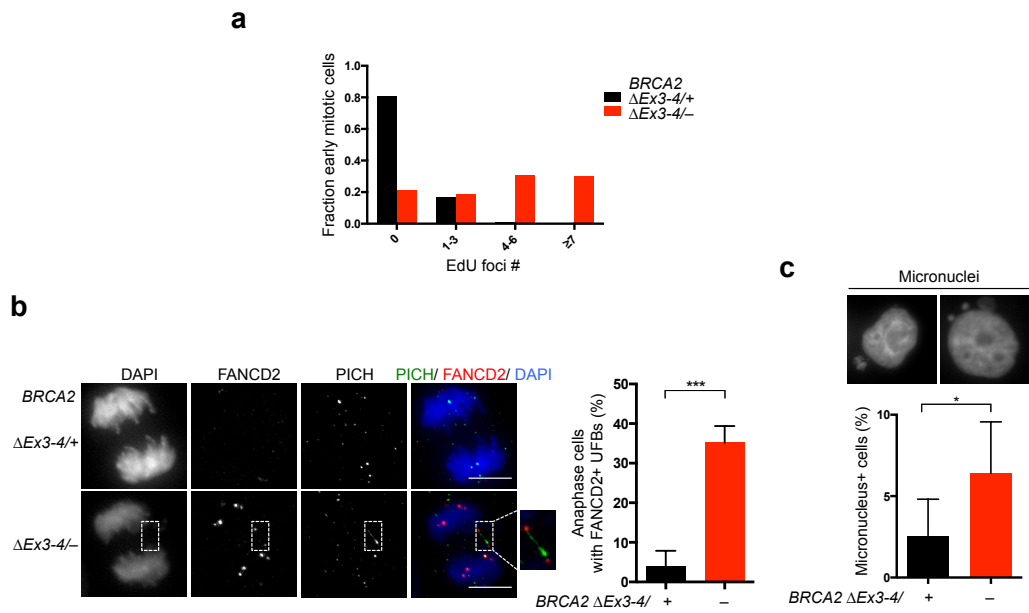 a
Fraction early mitotic cells
1.0
0.8
0.6
0.4
0.2
0.0
0
1-3
4-6
≥7
EdU foci #
BRCA2
ΔEx3-4/+
ΔEx3-4/–
b
DAPI
FANCD2
PICH
PICH/ FANCD2/ DAPI
BRCA2
ΔEx3-4/+
ΔEx3-4/–
Anaphase cells
with FANCD2+ UFBs (%)
50
40
30
20
10
0
***
BRCA2 ΔEx3-4/ + –
c
Micronuclei
Micronucleus+ cells (%)
10
5
0
*
BRCA2 ΔEx3-4/ + –